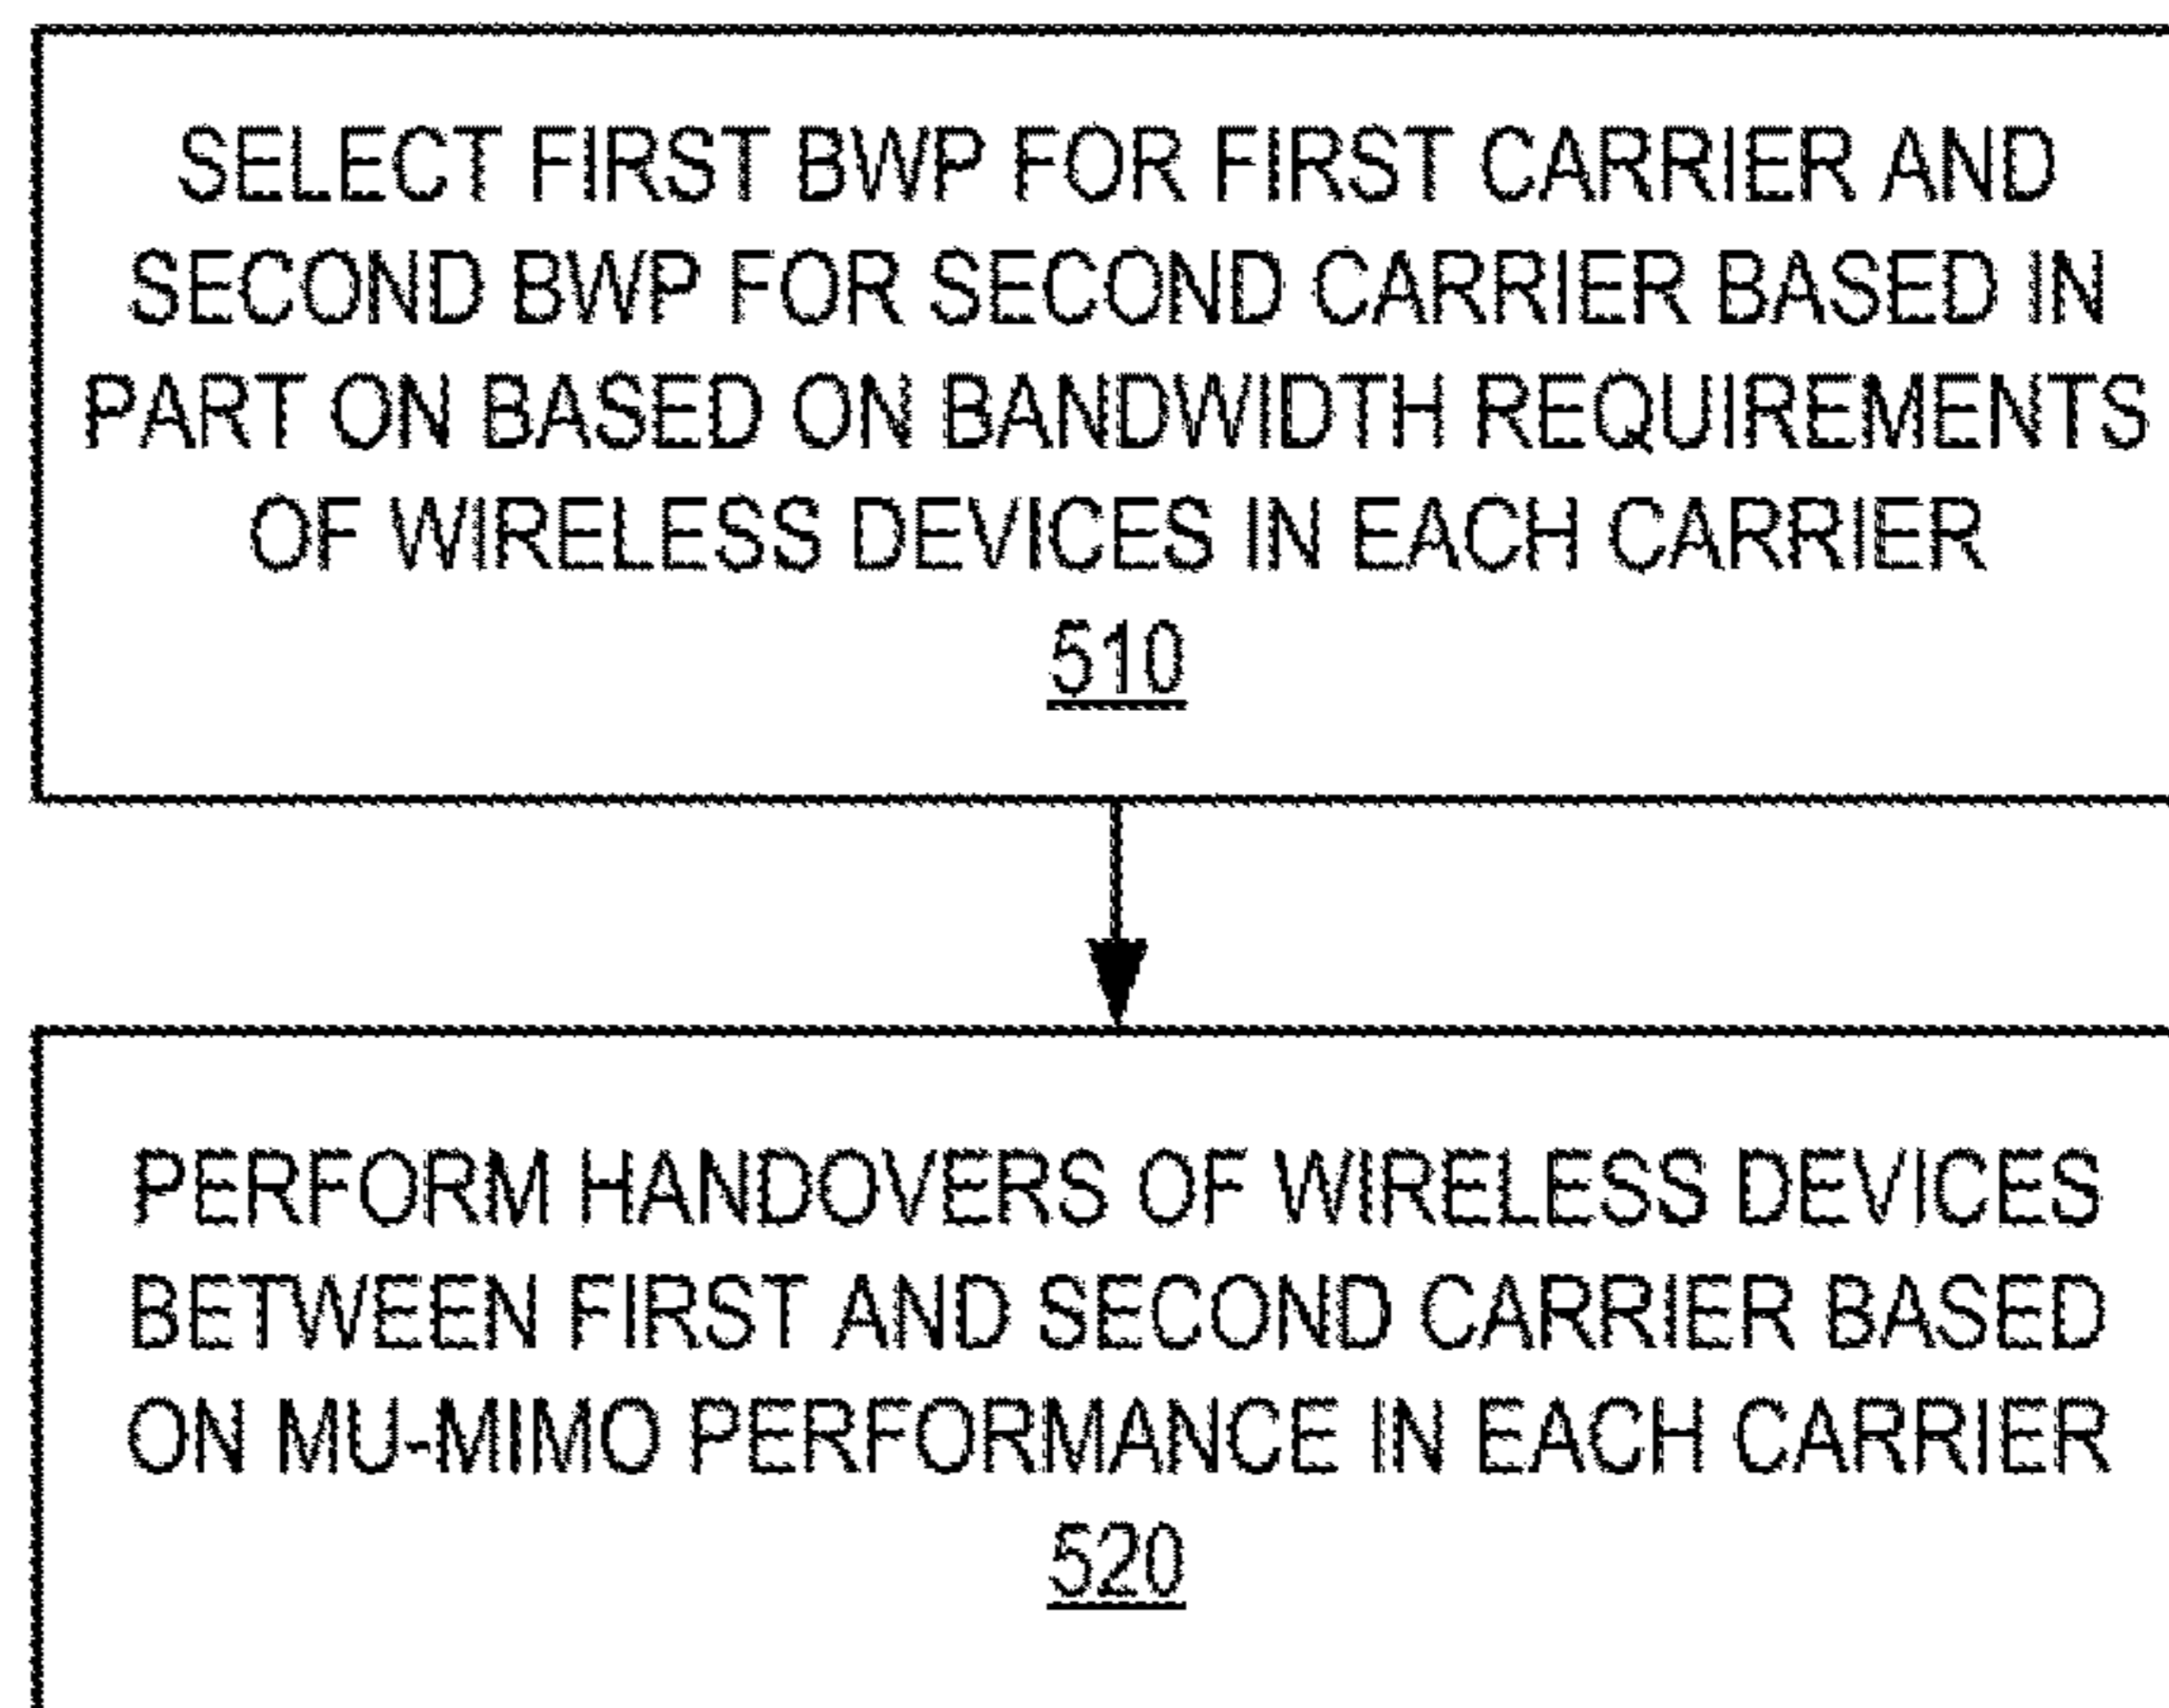 SELECT FIRST BWP FOR FIRST CARRIER AND
SECOND BWP FOR SECOND CARRIER BASED IN
PART ON BASED ON BANDWIDTH REQUIREMENTS
OF WIRELESS DEVICES IN EACH CARRIER
510
PERFORM HANDOVERS OF WIRELESS DEVICES
BETWEEN FIRST AND SECOND CARRIER BASED
ON MU-MIMO PERFORMANCE IN EACH CARRIER
520